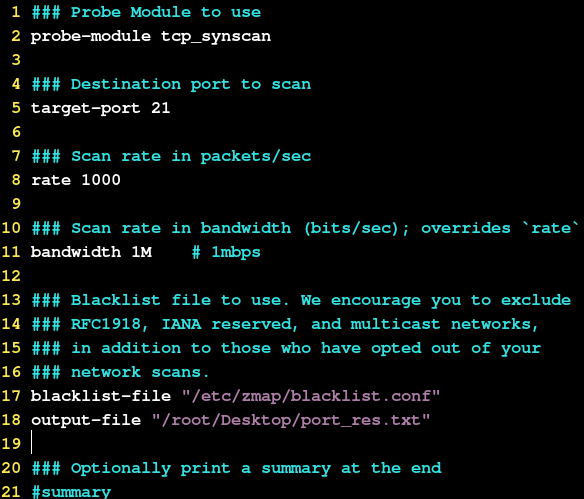 1 ### Probe Module to use
2 probe-module tcp_synscan
3
4 ### Destination port to scan
5 target-port 21
6
7 ### Scan rate in packets/sec
8 rate 1000
9
10 ### Scan rate in bandwidth (bits/sec); overrides `rate`
11 bandwidth 1M    # 1mbps
12
13 ### Blacklist file to use. We encourage you to exclude
14 ### RFC1918, IANA reserved, and multicast networks,
15 ### in addition to those who have opted out of your
16 ### network scans.
17 blacklist-file "/etc/zmap/blacklist.conf"
18 output-file "/root/Desktop/port_res.txt"
19
20 ### Optionally print a summary at the end
21 #summary